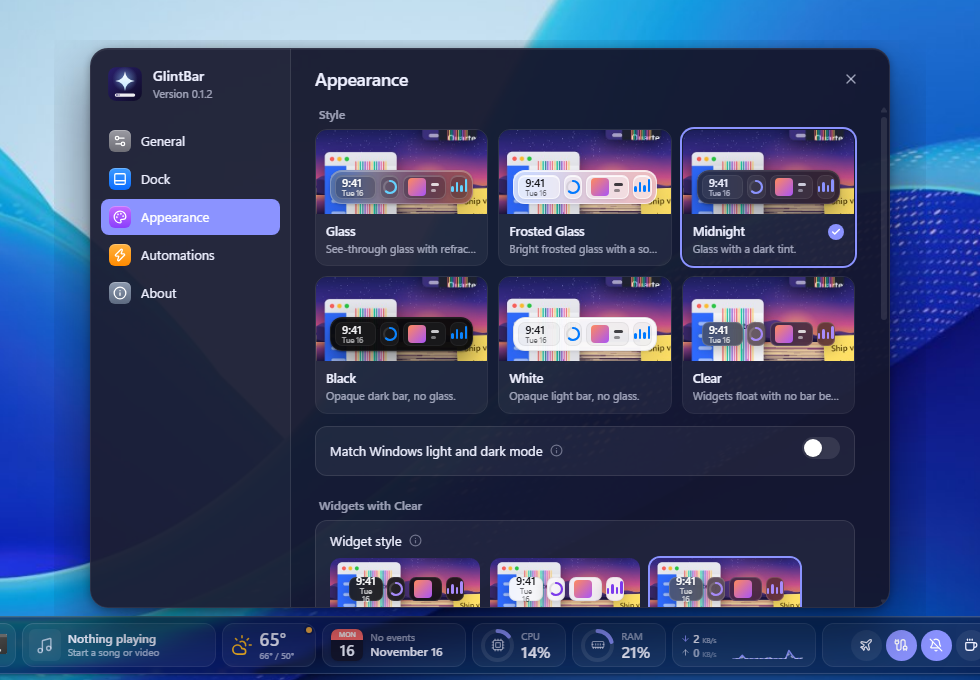 GlintBar
Version 0.1.2
General
Dock
Appearance
Automations
About
Appearance
Style
9:41
Tue 16
Ship v
Glass
See-through glass with refrac...
9:41
Tue 16
Ship v
Frosted Glass
Bright frosted glass with a so...
9:41
Tue 16
Ship v
Midnight
Glass with a dark tint.
9:41
Tue 16
Ship v
Black
Opaque dark bar, no glass.
9:41
Tue 16
Ship v
White
Opaque light bar, no glass.
9:41
Tue 16
Ship v
Clear
Widgets float with no bar be...
Match Windows light and dark mode
Widgets with Clear
Widget style
9:41
Tue
16
9:41
Tue
16
9:41
Tue
16
Nothing playing
Start a song or video
65°
66° / 50°
MON
16
No events
November 16
CPU
14%
RAM
21%
↓ 2 KB/s
↑ 0 KB/s